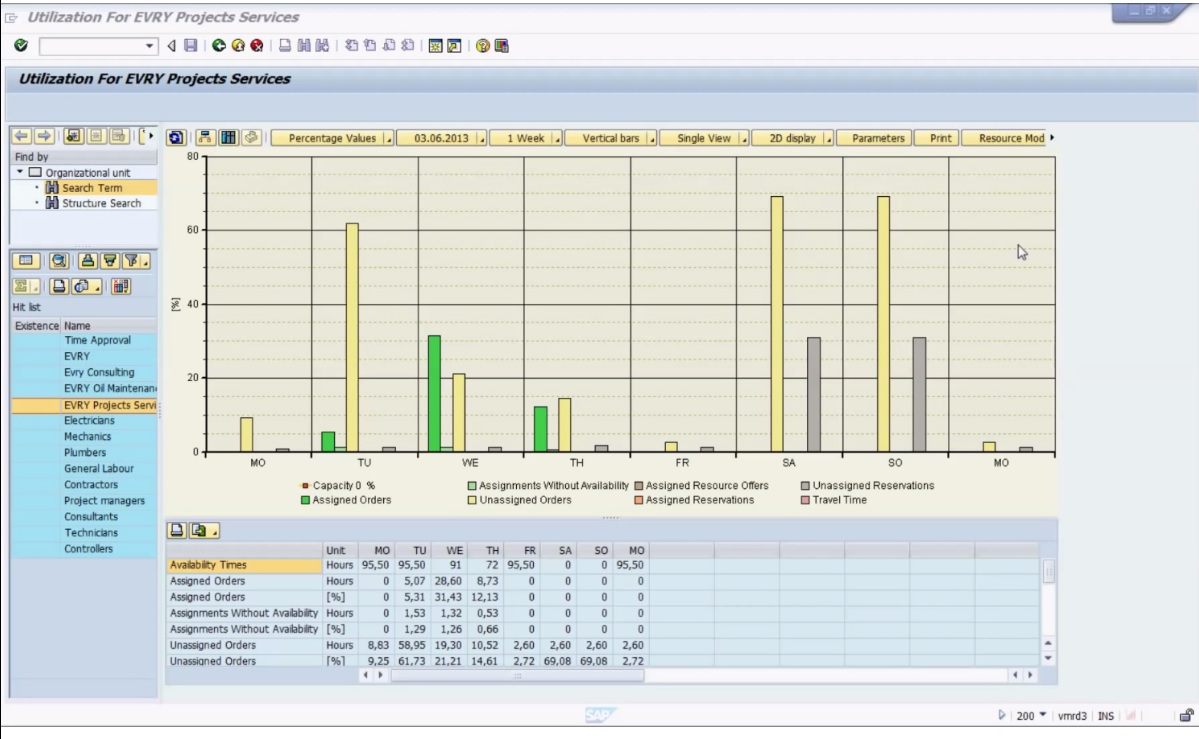 Utilization For EVRY Projects Services
Utilization For EVRY Projects Services
Percentage Values 03.06.2013 1 Week Vertical bars Single View 2D display Parameters Print Resource Mod
Find by
Organizational unit
Search Term
Structure Search
Hit list
Existence Name
Time Approval
EVRY
Evry Consulting
EVRY Oil Maintenan
EVRY Projects Servi
Electricians
Mechanics
Plumbers
General Labour
Contractors
Project managers
Consultants
Technicians
Controllers
80
60
[%] 40
20
0
MO TU WE TH FR SA SO MO
Capacity 0 % Assignments Without Availability Assigned Resource Offers Unassigned Reservations
Assigned Orders Unassigned Orders Assigned Reservations Travel Time
Unit MO TU WE TH FR SA SO MO
Availability Times Hours 95,50 95,50 91 72 95,50 0 0 95,50
Assigned Orders Hours 0 5,07 28,60 8,73 0 0 0 0
Assigned Orders [%] 0 5,31 31,43 12,13 0 0 0 0
Assignments Without Availability Hours 0 1,53 1,32 0,53 0 0 0 0
Assignments Without Availability [%] 0 1,29 1,26 0,66 0 0 0 0
Unassigned Orders Hours 8,83 58,95 19,30 10,52 2,60 2,60 2,60 2,60
Unassigned Orders [%] 9,25 61,73 21,21 14,61 2,72 69,08 69,08 2,72
SAP
200 vmrd3 INS